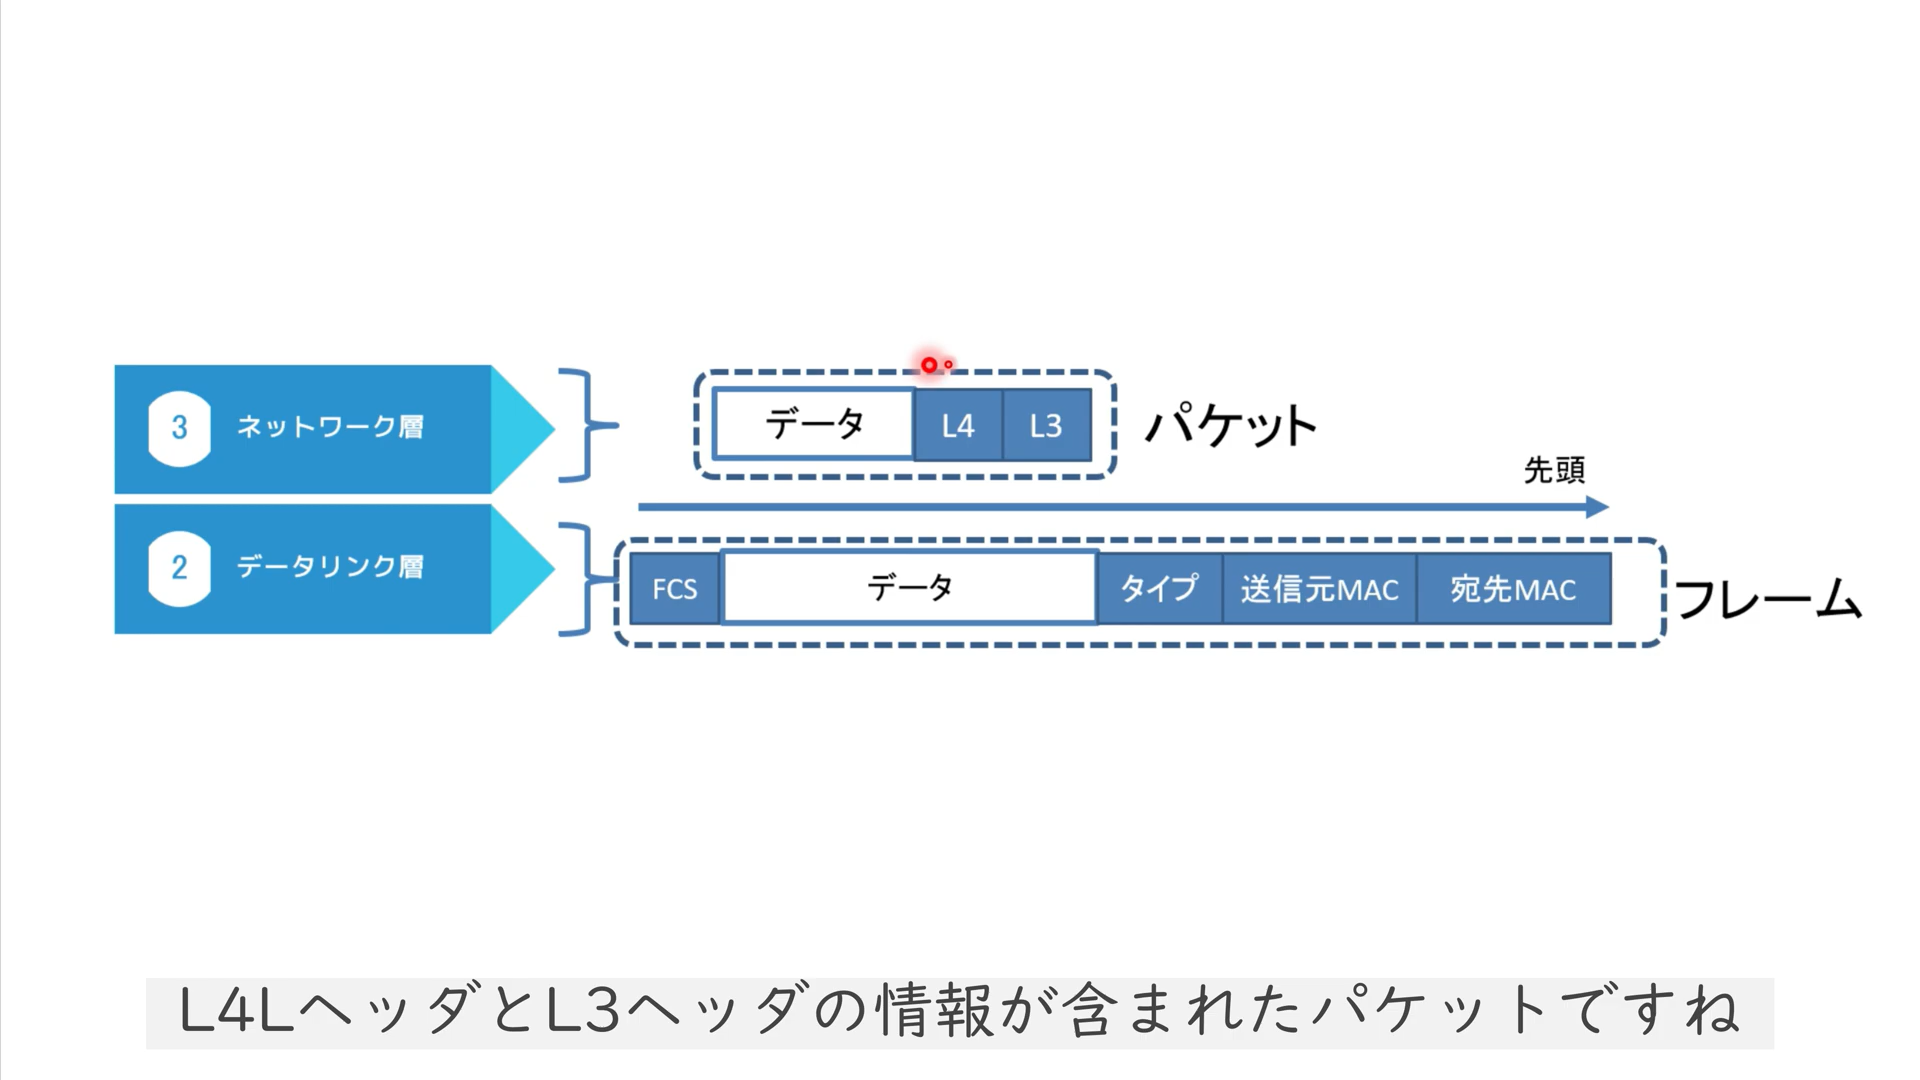 3 ネットワーク層
データ L4 L3 パケット
先頭
2 データリンク層
FCS データ タイプ 送信元MAC 宛先MAC フレーム
L4LヘッダとL3ヘッダの情報が含まれたパケットですね